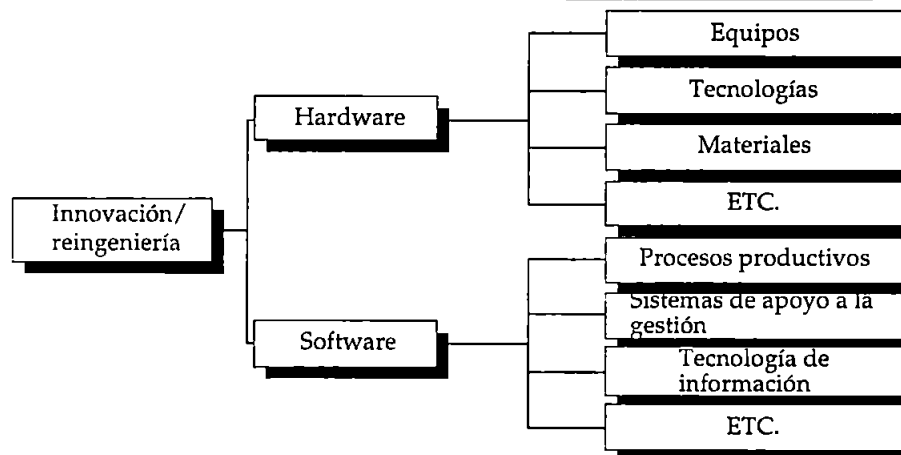 Innovación/
reingeniería
Hardware
Equipos
Tecnologías
Materiales
ETC.
Software
Procesos productivos
Sistemas de apoyo a la
gestión
Tecnología de
información
ETC.